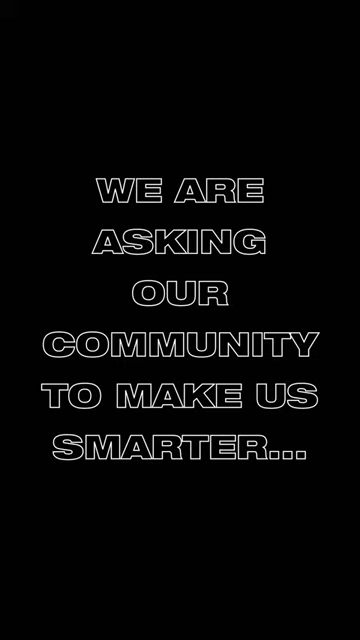 WE ARE
ASKING
OUR
COMMUNITY
TO MAKE US
SMARTER...